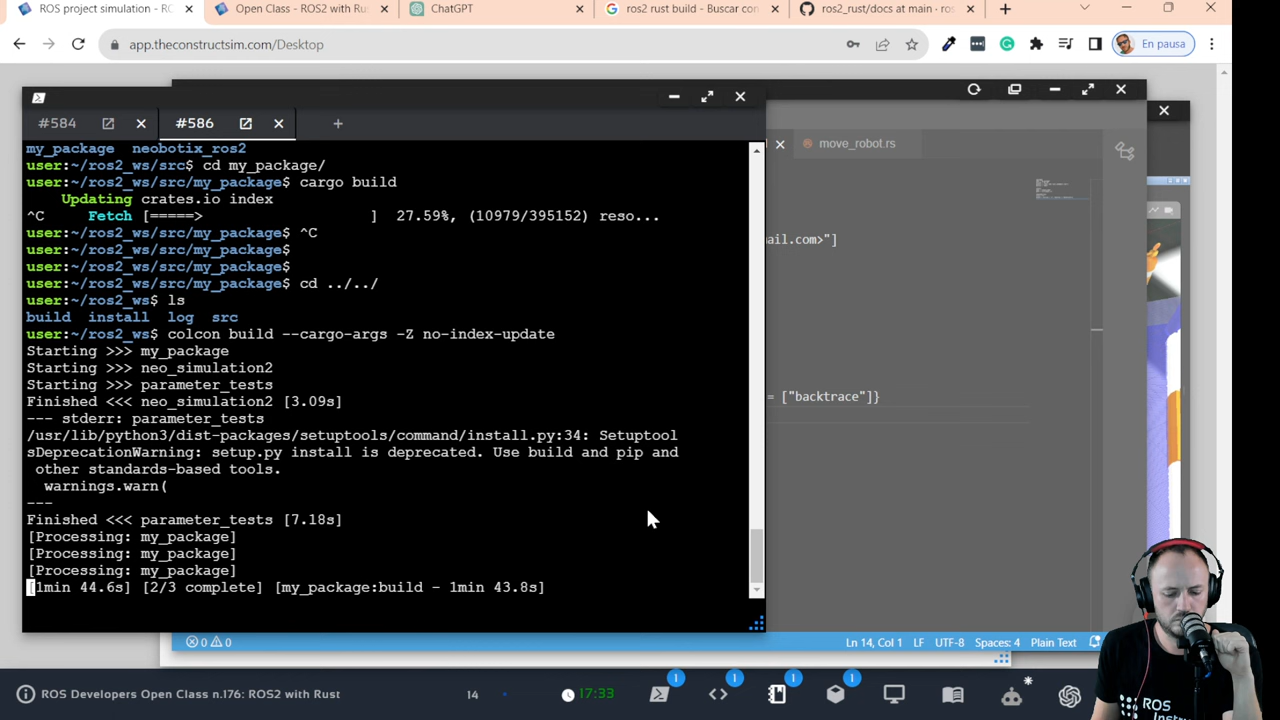 ROS project simulation - R
Open Class - ROS2 with Ru
ChatGPT
ros2 rust build - Buscar con
ros2_rust/docs at main · ros
app.theconstructsim.com/Desktop
En pausa
#584
#586
move_robot.rs
my_package  neobotix_ros2
user:~/ros2_ws/src$ cd my_package/
user:~/ros2_ws/src/my_package$ cargo build
Updating crates.io index
^C     Fetch [=====>               ]  27.59%, (10979/395152) reso...
user:~/ros2_ws/src/my_package$ ^C
user:~/ros2_ws/src/my_package$
user:~/ros2_ws/src/my_package$
user:~/ros2_ws/src/my_package$ cd ../../
user:~/ros2_ws$ ls
build  install  log  src
user:~/ros2_ws$ colcon build --cargo-args -Z no-index-update
Starting >>> my_package
Starting >>> neo_simulation2
Starting >>> parameter_tests
Finished <<< neo_simulation2 [3.09s]
--- stderr: parameter_tests
/usr/lib/python3/dist-packages/setuptools/command/install.py:34: Setuptool
sDeprecationWarning: setup.py install is deprecated. Use build and pip and
other standards-based tools.
warnings.warn(
---
Finished <<< parameter_tests [7.18s]
[Processing: my_package]
[Processing: my_package]
[Processing: my_package]
[1min 44.6s] [2/3 complete] [my_package:build - 1min 43.8s]
ail.com>"]
= ["backtrace"]}
0 0
Ln 14, Col 1 LF UTF-8 Spaces: 4 Plain Text
ROS Developers Open Class n.176: ROS2 with Rust
14
17:33
1
1
1
1
ROS